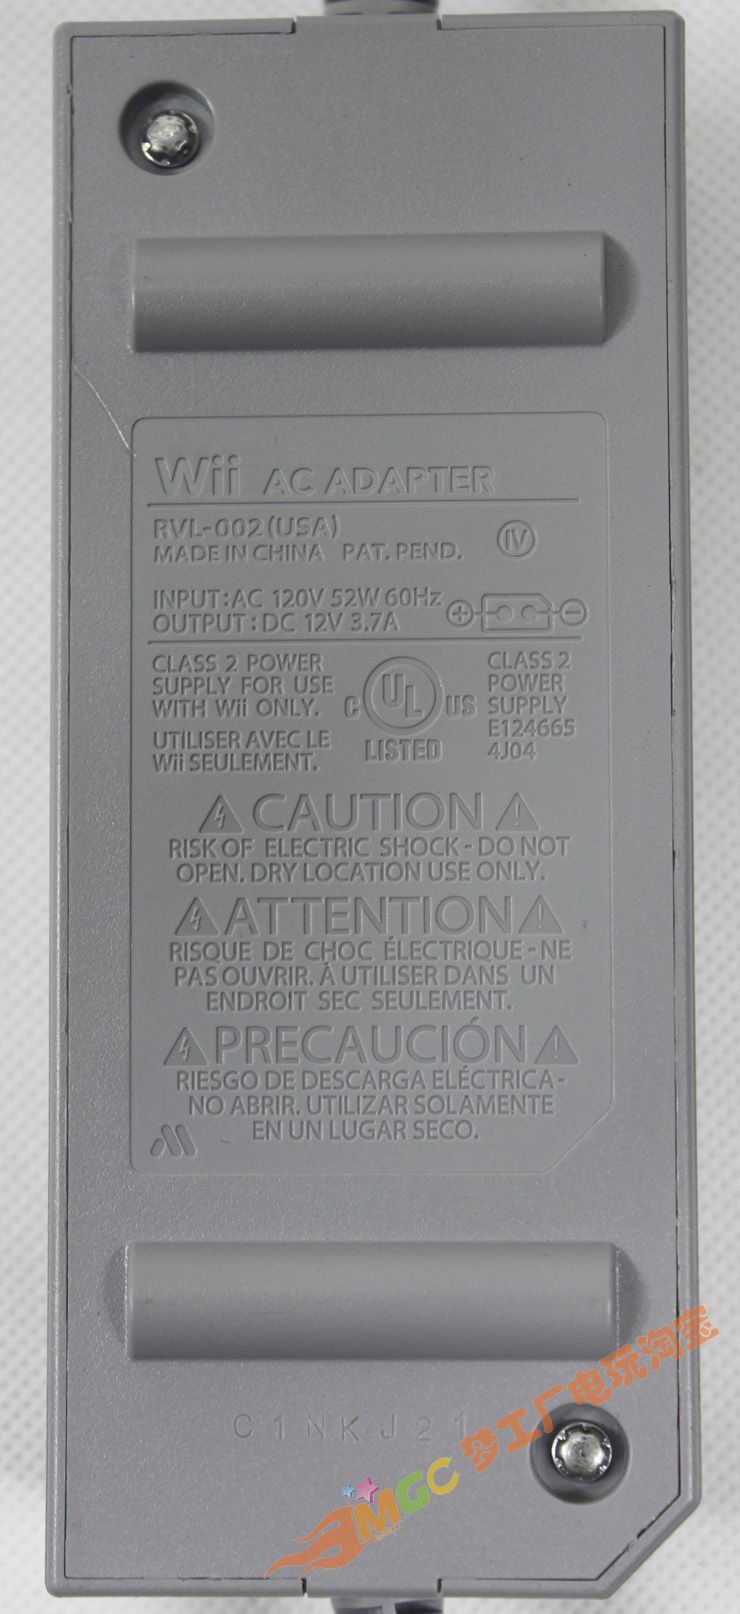 Wii AC ADAPTER
RVL-002(USA)
MADE IN CHINA PAT. PEND.
IV
INPUT:AC 120V 52W 60Hz
OUTPUT:DC 12V 3.7A
CLASS 2 POWER
SUPPLY FOR USE
WITH Wii ONLY.
UTILISER AVEC LE
Wii SEULEMENT.
C UL US
LISTED
CLASS 2
POWER
SUPPLY
E124665
4J04
CAUTION
RISK OF ELECTRIC SHOCK - DO NOT
OPEN. DRY LOCATION USE ONLY.
ATTENTION
RISQUE DE CHOC ÉLECTRIQUE - NE
PAS OUVRIR. À UTILISER DANS UN
ENDROIT SEC SEULEMENT.
PRECAUCIÓN
RIESGO DE DESCARGA ELÉCTRICA-
NO ABRIR. UTILIZAR SOLAMENTE
EN UN LUGAR SECO.
C1NKJ21
MGC 梦工厂电玩淘宝